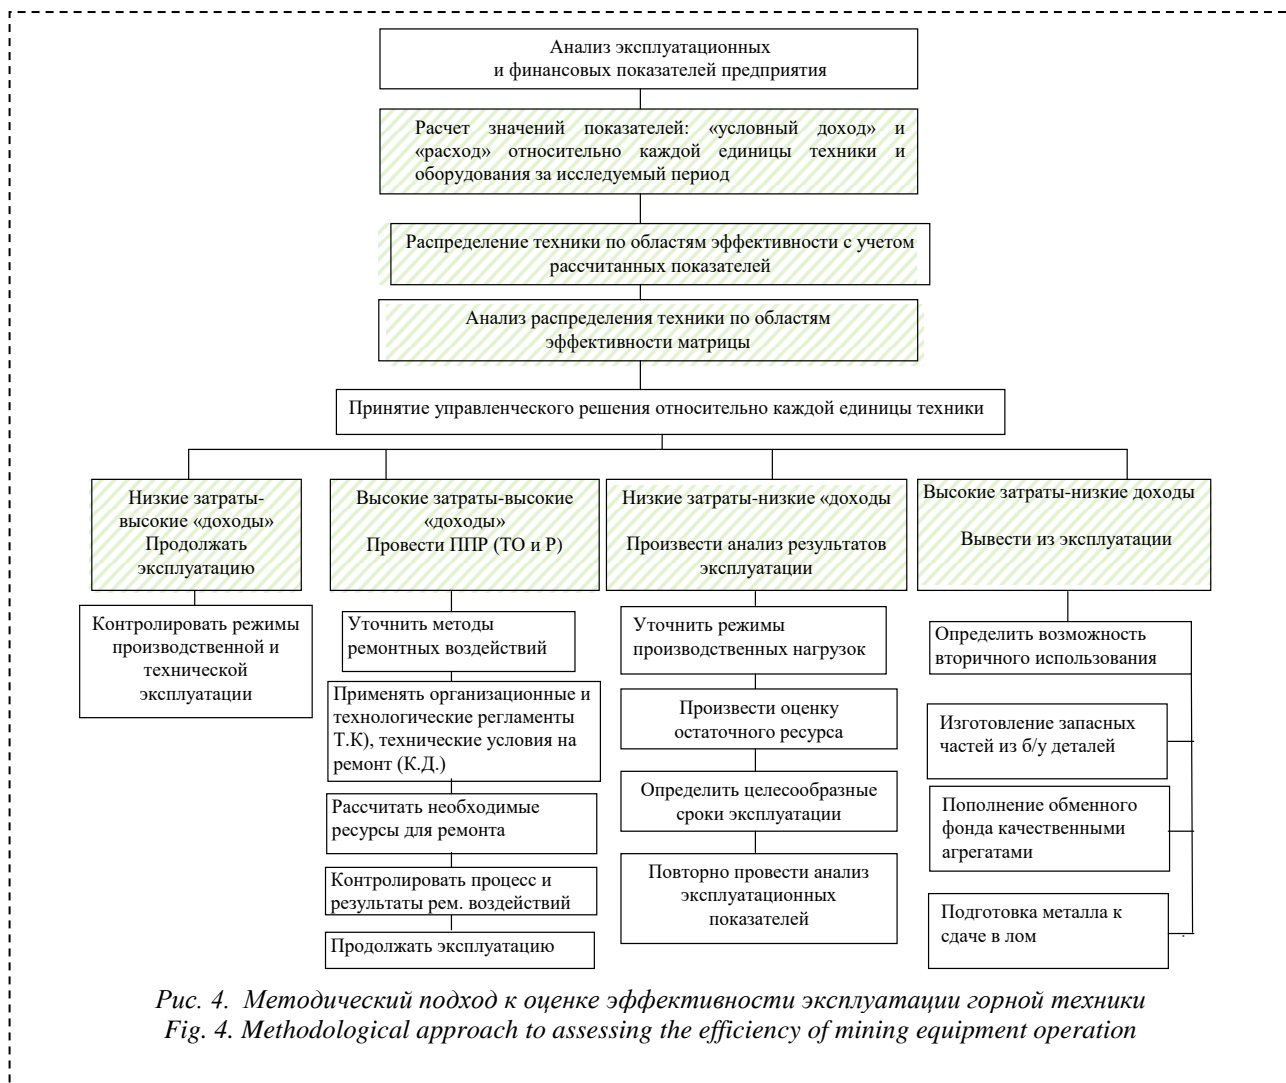 Анализ эксплуатационных
и финансовых показателей предприятия
Расчет значений показателей: «условный доход» и
«расход» относительно каждой единицы техники и
оборудования за исследуемый период
Распределение техники по областям эффективности с учетом
рассчитанных показателей
Анализ распределения техники по областям
эффективности матрицы
Принятие управленческого решения относительно каждой единицы техники
Низкие затраты-
высокие «доходы»
Продолжать
эксплуатацию
Контролировать режимы
производственной и
технической
эксплуатации
Высокие затраты-высокие
«доходы»
Провести ППР (ТО и Р)
Уточнить методы
ремонтных воздействий
Применять организационные и
технологические регламенты
Т.К), технические условия на
ремонт (К.Д.)
Рассчитать необходимые
ресурсы для ремонта
Контролировать процесс и
результаты рем. воздействий
Продолжать эксплуатацию
Низкие затраты-низкие «доходы
Произвести анализ результатов
эксплуатации
Уточнить режимы
производственных нагрузок
Произвести оценку
остаточного ресурса
Определить целесообразные
сроки эксплуатации
Повторно провести анализ
эксплуатационных
показателей
Высокие затраты-низкие доходы
Вывести из эксплуатации
Определить возможность
вторичного использования
Изготовление запасных
частей из б/у деталей
Пополнение обменного
фонда качественными
агрегатами
Подготовка металла к
сдаче в лом
Рис. 4. Методический подход к оценке эффективности эксплуатации горной техники
Fig. 4. Methodological approach to assessing the efficiency of mining equipment operation